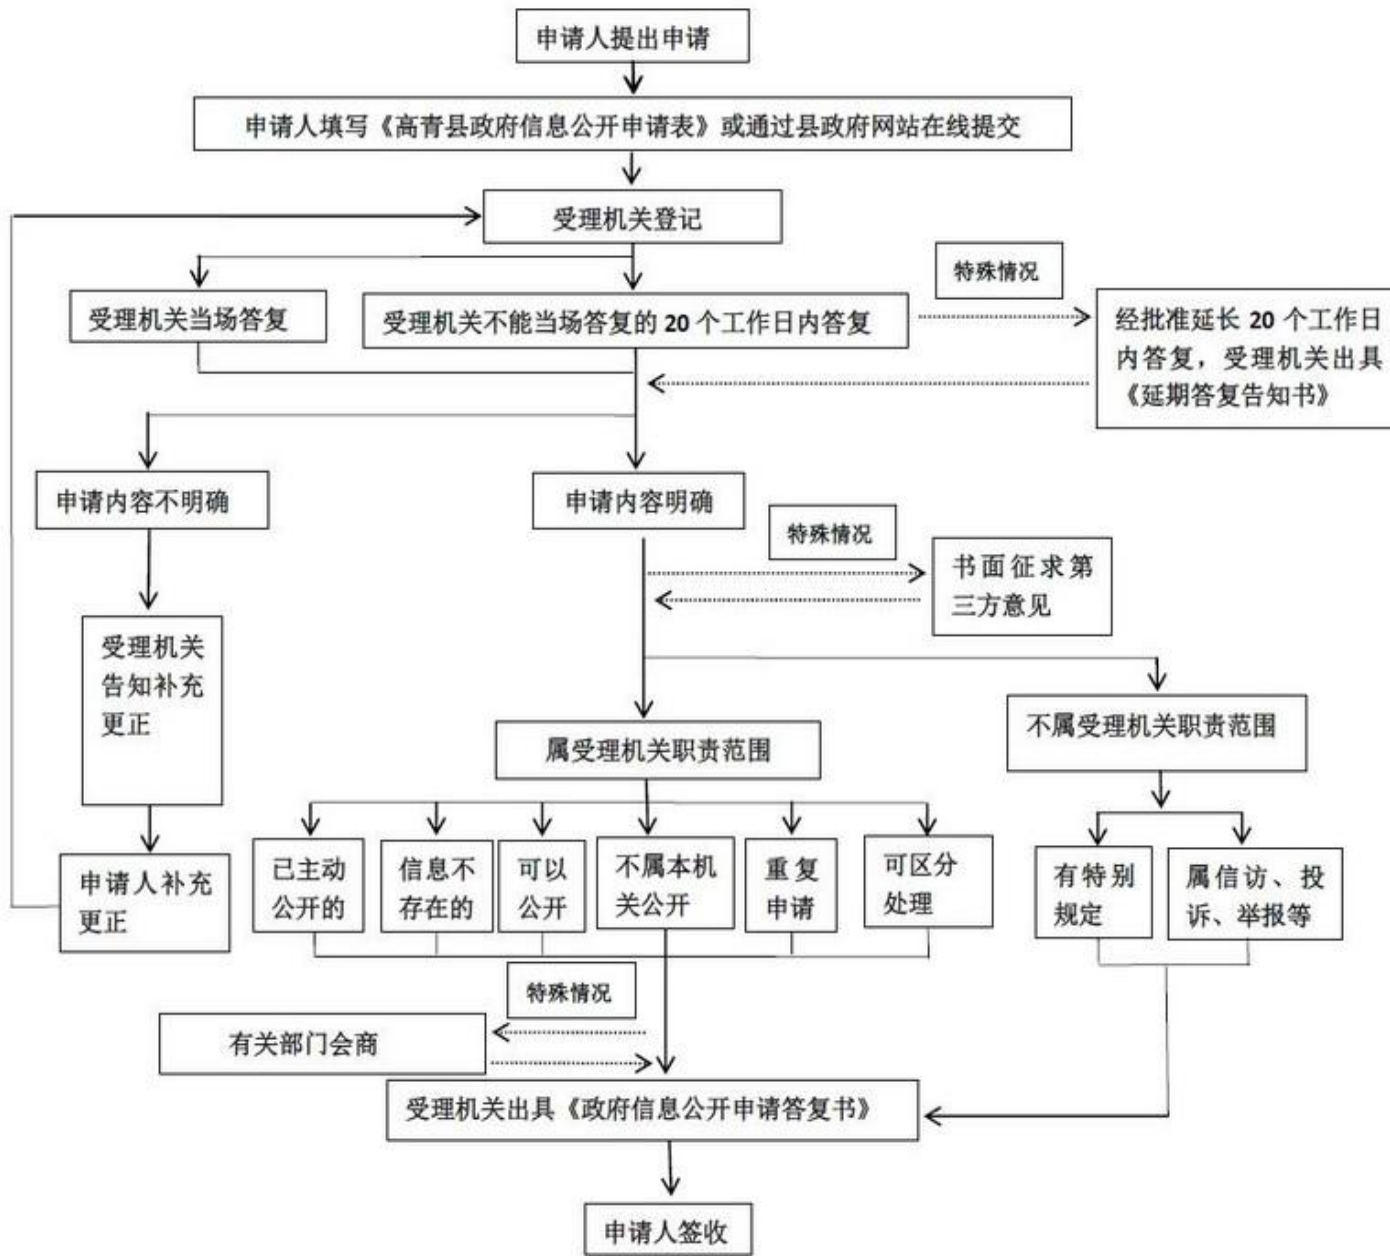 申请人提出申请
申请人填写《高青县政府信息公开申请表》或通过县政府网站在线提交
受理机关登记
特殊情况
受理机关当场答复
受理机关不能当场答复的 20 个工作日内答复
经批准延长 20 个工作日
内答复，受理机关出具
《延期答复告知书》
申请内容不明确
申请内容明确
特殊情况
书面征求第
三方意见
受理机关
告知补充
更正
属受理机关职责范围
不属受理机关职责范围
申请人补充
更正
已主动
公开的
信息不
存在的
可以
公开
不属本机
关公开
重复
申请
可区分
处理
有特别
规定
属信访、投
诉、举报等
特殊情况
有关部门会商
受理机关出具《政府信息公开申请答复书》
申请人签收